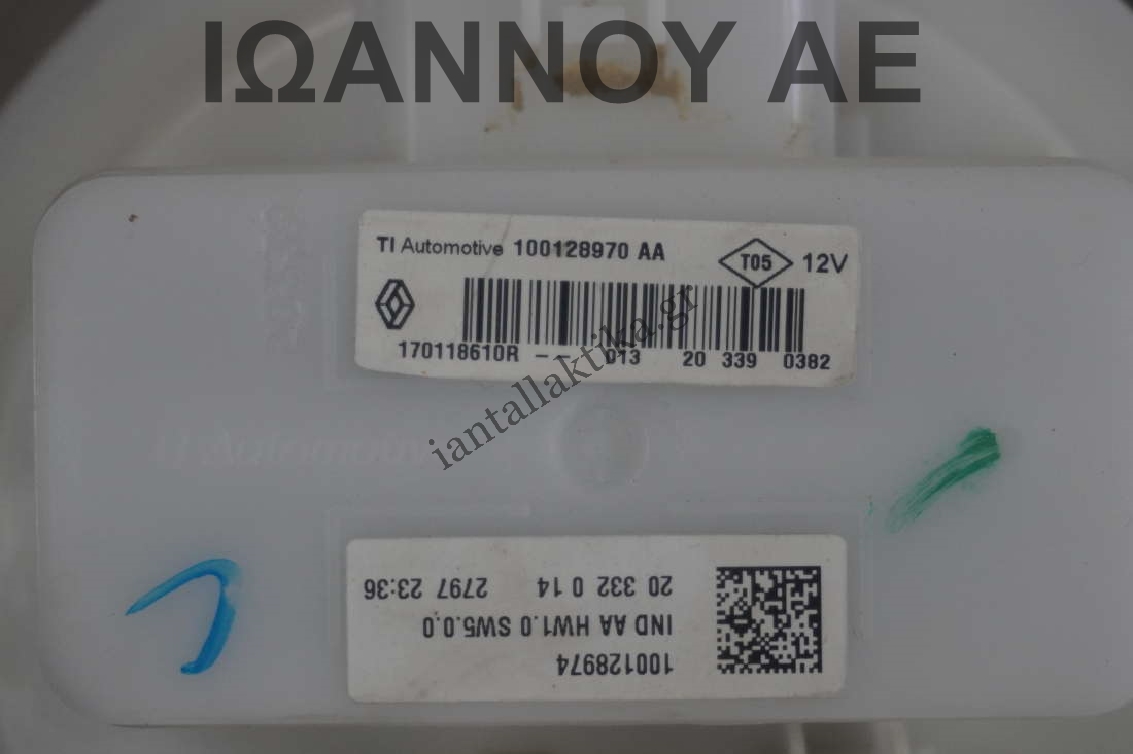 ΙΩΑΝΝΟΥ ΑΕ
TI Automotive 100128970 AA
T05 12V
170118610R -- 013 20 339 0382
iantallaktika.gr
100128974
IND AA HW1.0 SW5.0.0
20 332 0 14 2797 23:36